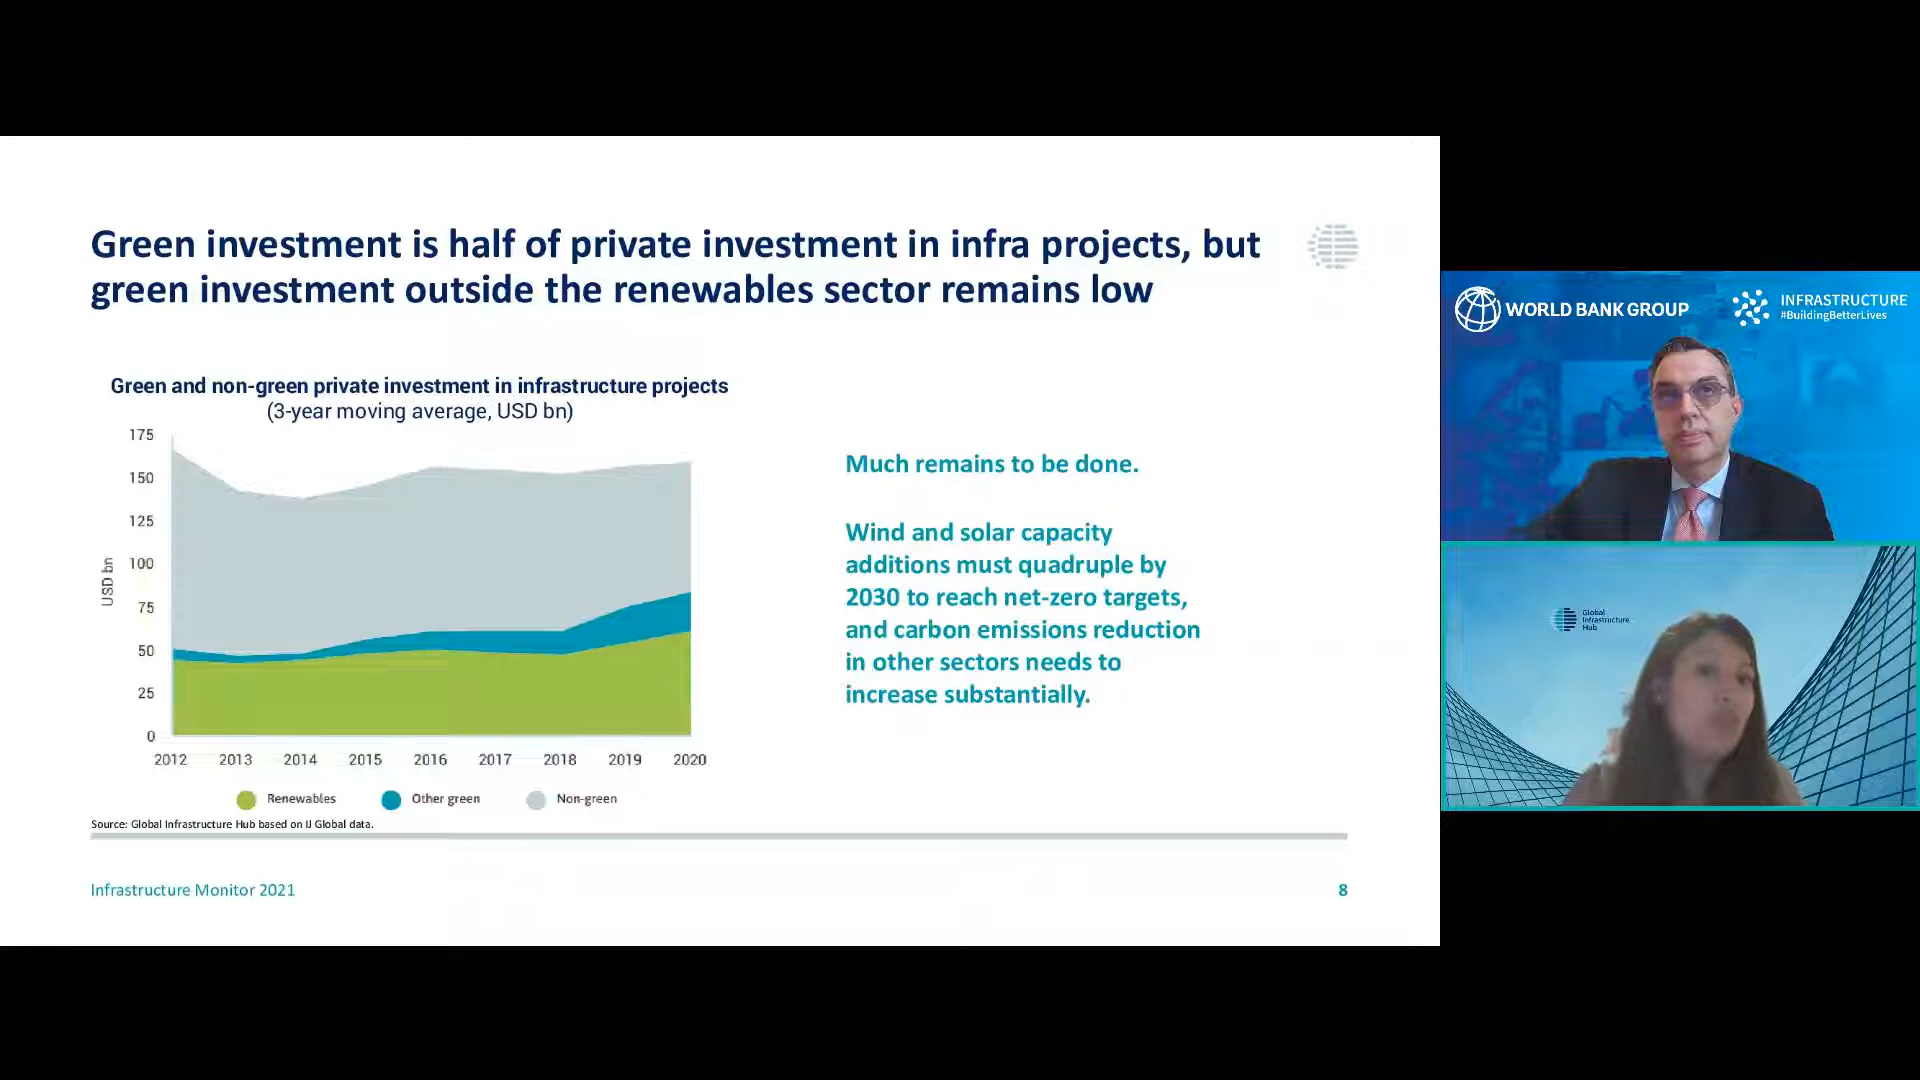 Green investment is half of private investment in infra projects, but
green investment outside the renewables sector remains low
Green and non-green private investment in infrastructure projects
(3-year moving average, USD bn)
175
150
125
100
75
50
25
0
USD bn
2012 2013 2014 2015 2016 2017 2018 2019 2020
Renewables Other green Non-green
Source: Global Infrastructure Hub based on IJ Global data.
Much remains to be done.
Wind and solar capacity
additions must quadruple by
2030 to reach net-zero targets,
and carbon emissions reduction
in other sectors needs to
increase substantially.
Infrastructure Monitor 2021
8
WORLD BANK GROUP
INFRASTRUCTURE
#BuildingBetterLives
Global
Infrastructure
Hub